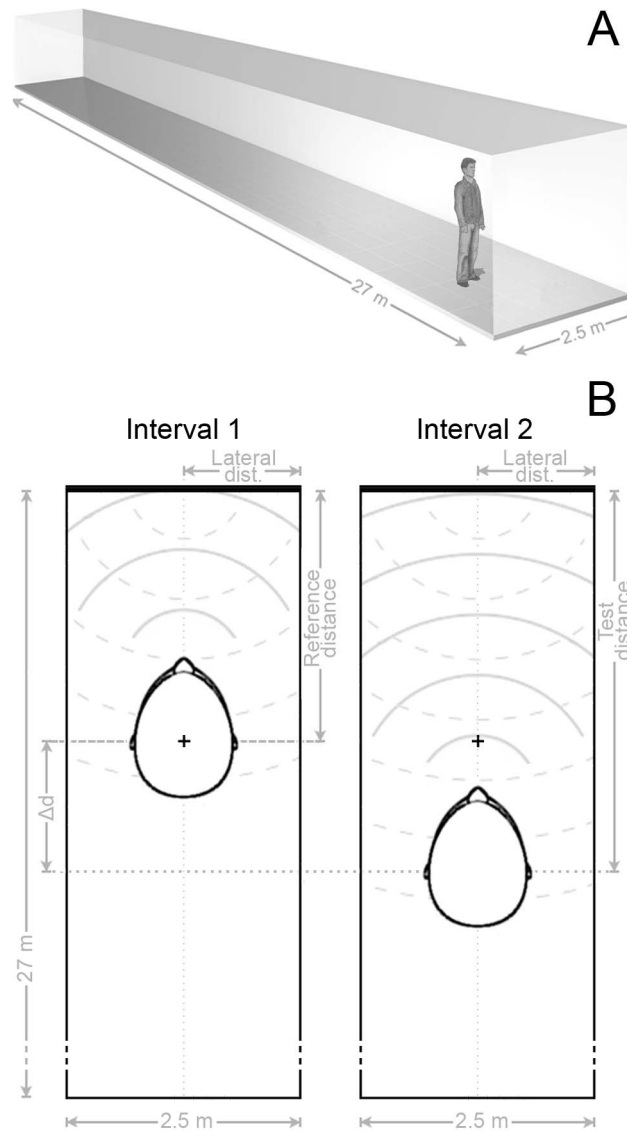 A
27 m
2.5 m
B
Interval 1
Interval 2
Lateral
dist.
Lateral
dist.
Reference
distance
Test
distance
Δd
27 m
2.5 m
2.5 m